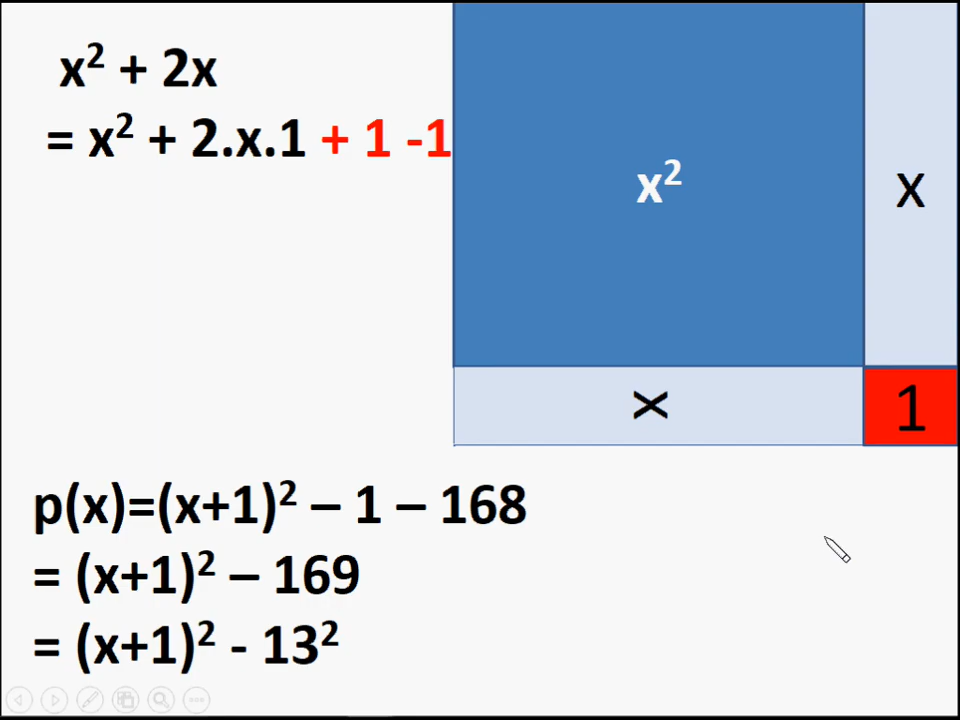 x² + 2x
= x² + 2.x.1 + 1 -1
x²
x
x
1
p(x)=(x+1)² – 1 – 168
= (x+1)² – 169
= (x+1)² - 13²